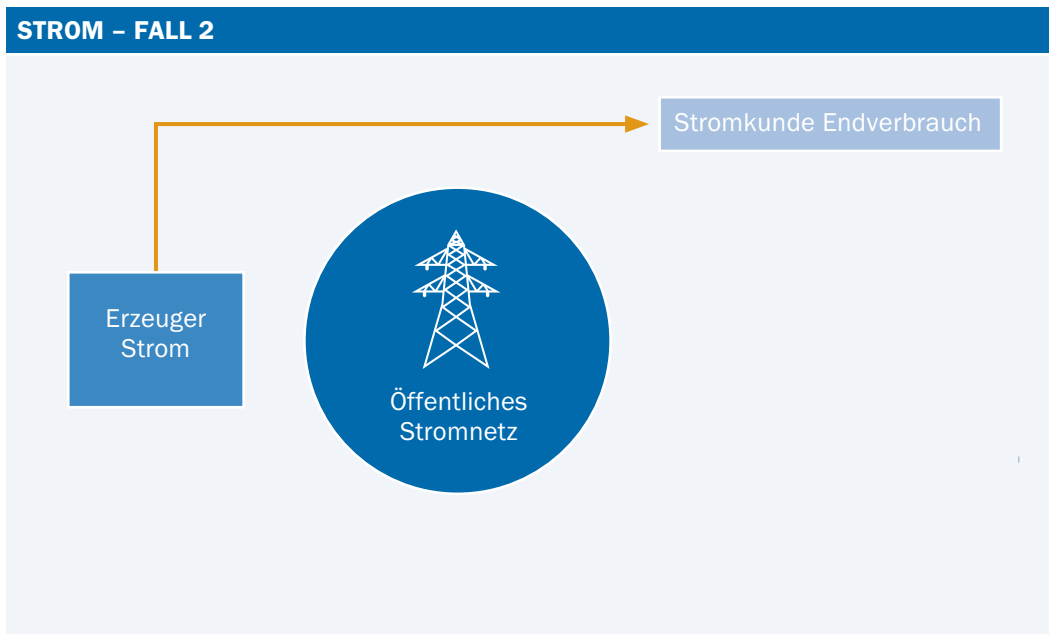 STROM – FALL 2
Stromkunde Endverbrauch
Erzeuger
Strom
Öffentliches
Stromnetz